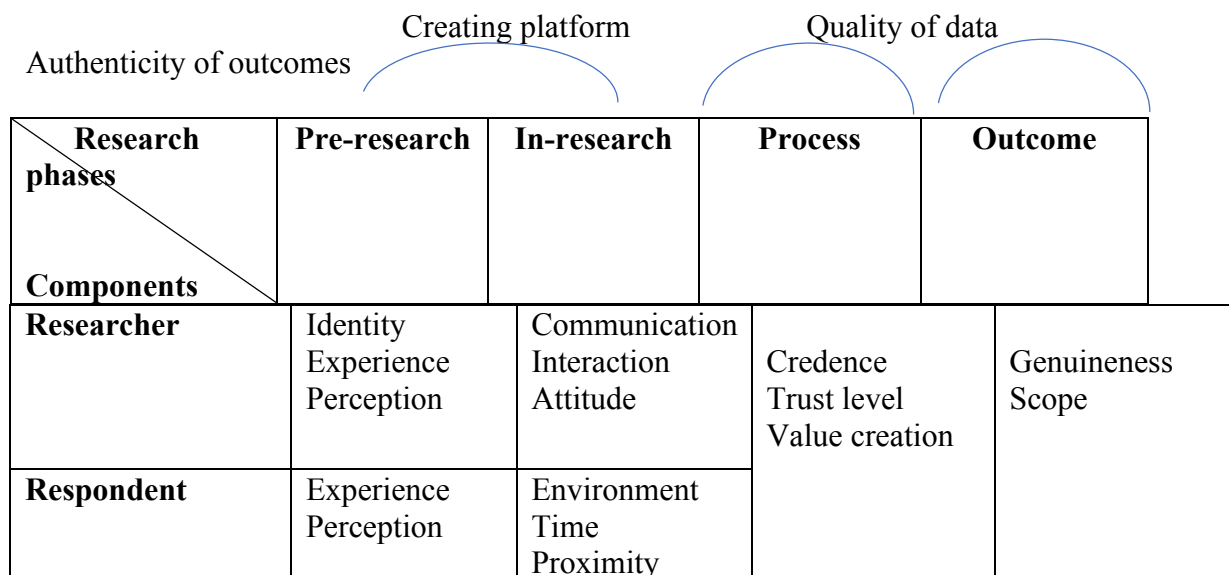 Creating platform
Quality of data
Authenticity of outcomes
Research phases
Components
Pre-research
In-research
Process
Outcome
Researcher
Identity
Experience
Perception
Communication
Interaction
Attitude
Credence
Trust level
Value creation
Genuineness
Scope
Respondent
Experience
Perception
Environment
Time
Proximity